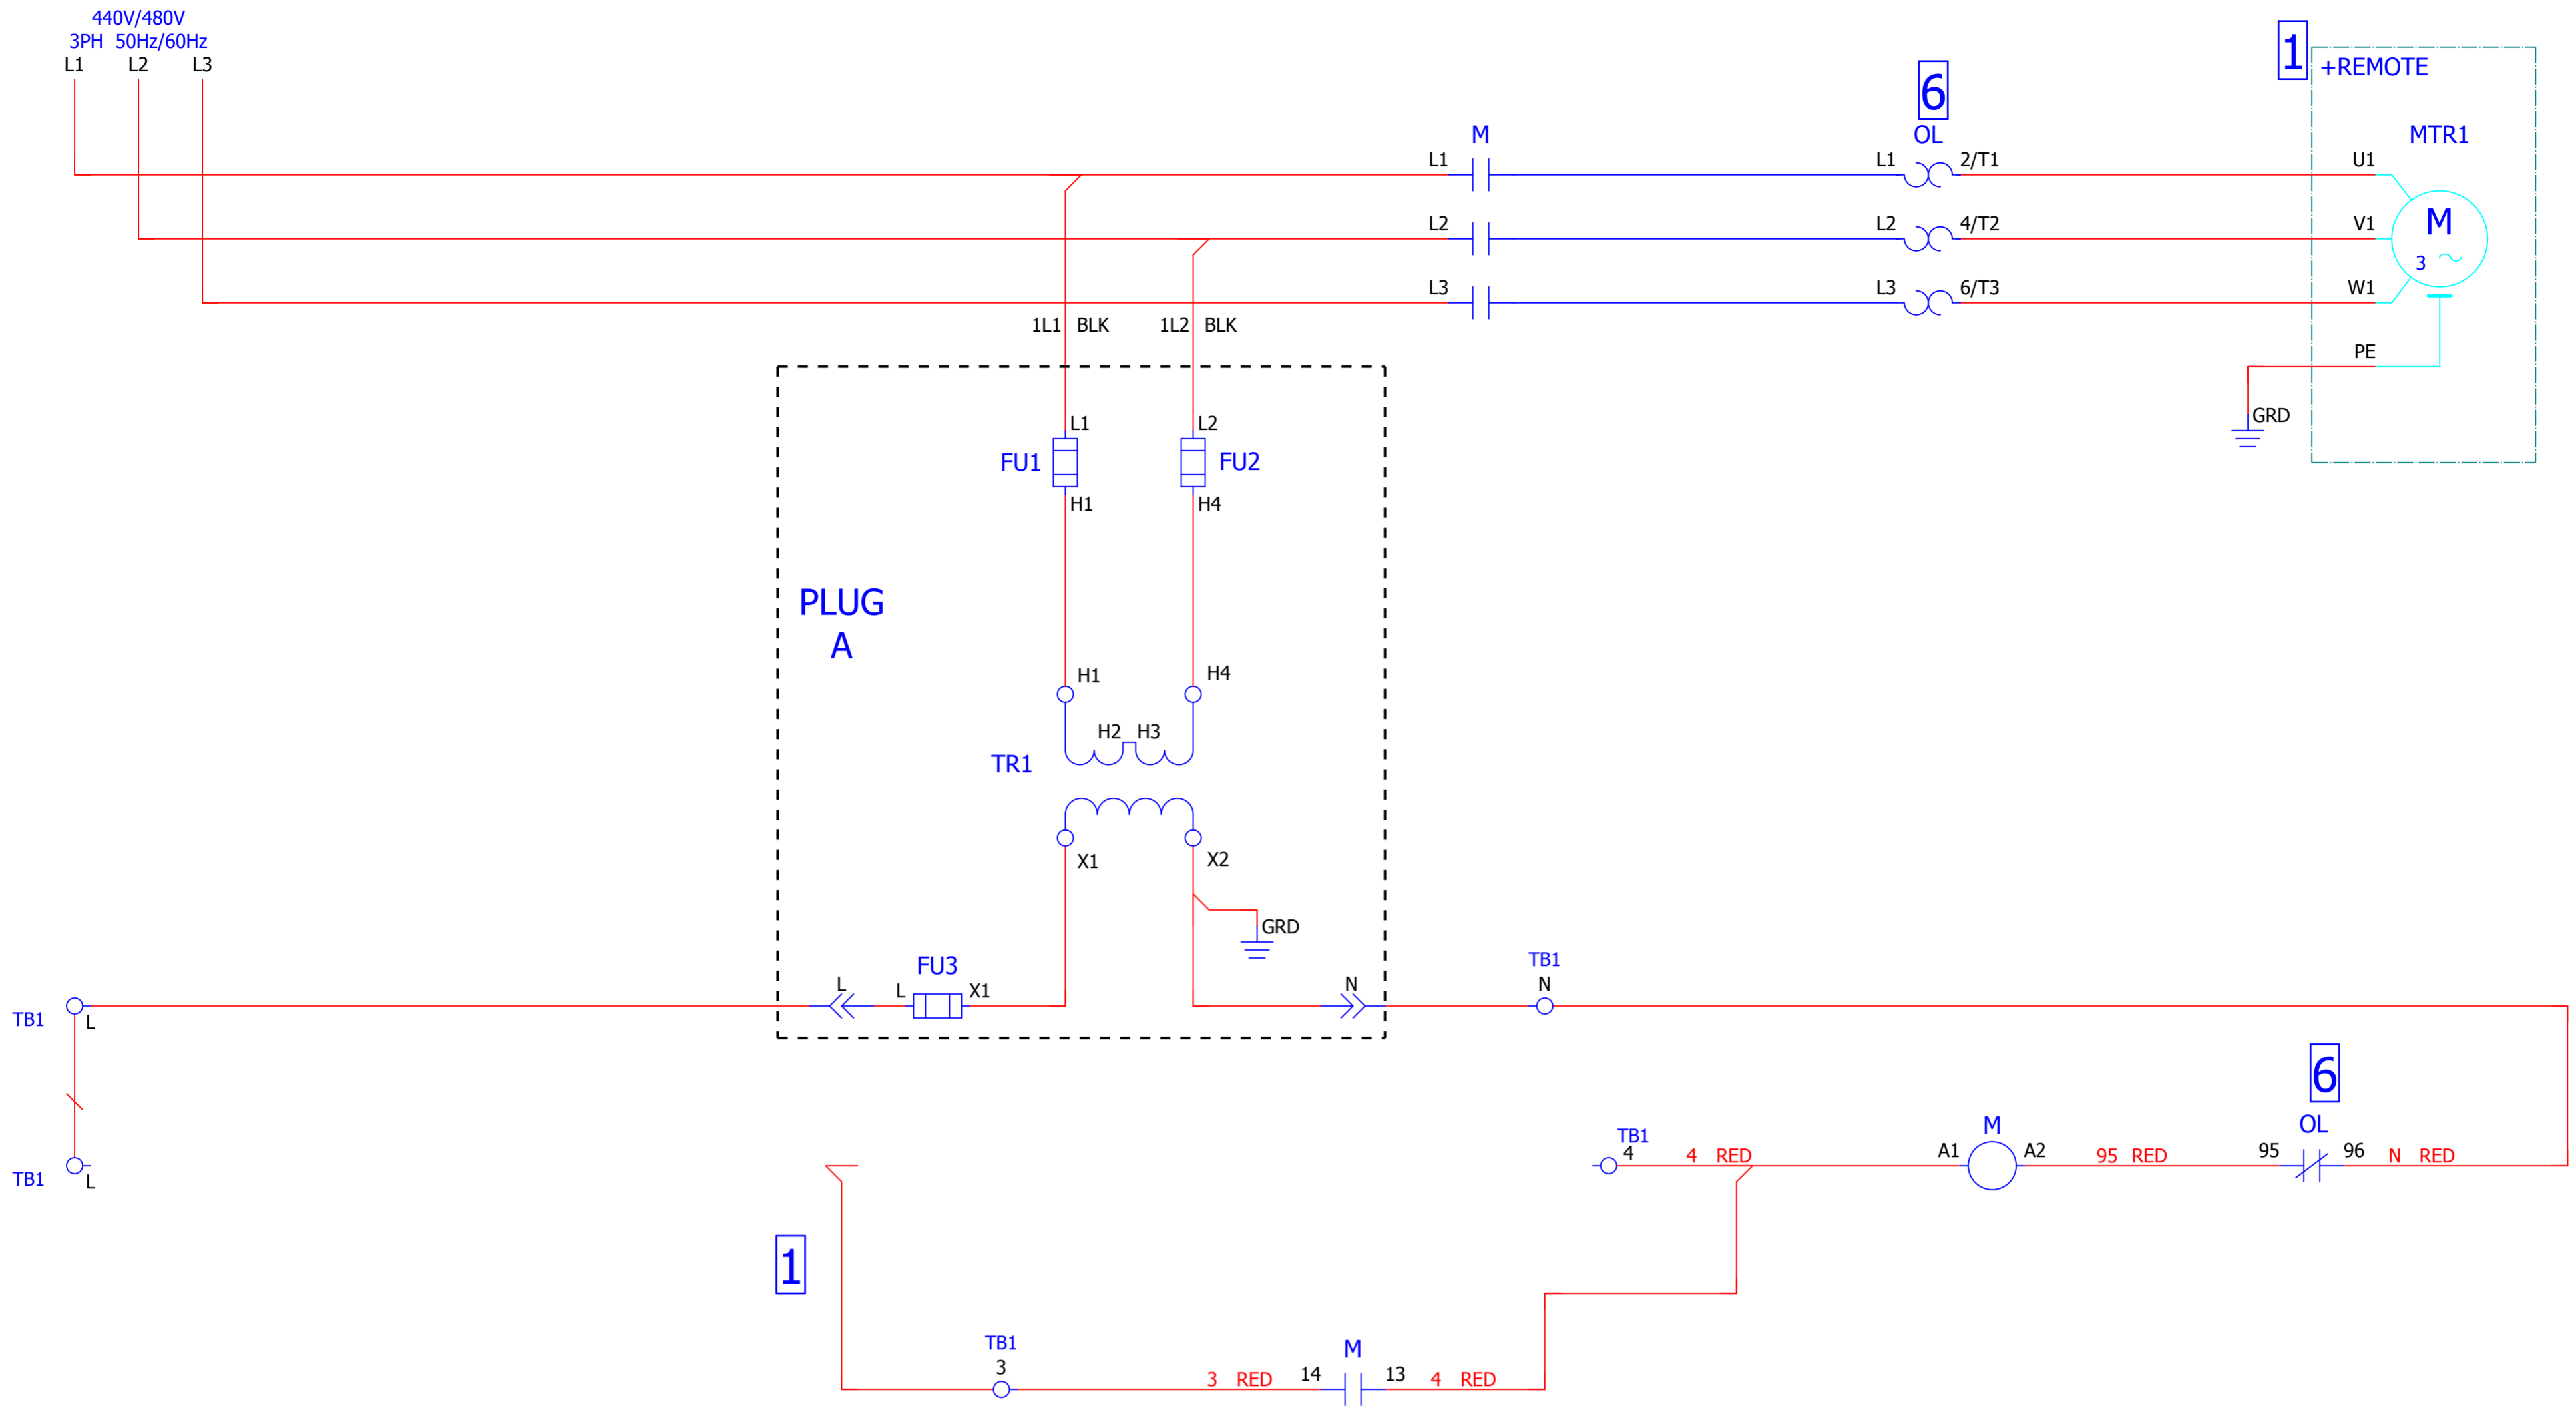 440V/480V
3PH 50Hz/60Hz
L1 L2 L3
1 +REMOTE
6
M OL MTR1
L1 L1 2/T1 U1
L2 L2 4/T2 V1
M
3
L3 L3 6/T3 W1
1L1 BLK 1L2 BLK
PE
GRD
L1 L2
FU1 FU2
H1 H4
PLUG
A
H1 H4
H2 H3
TR1
X1 X2
GRD
FU3
TB1
L L X1 N N
TB1 L
6
OL
M
TB1
4 4 RED A1 A2 95 RED 95 96 N RED
TB1 L
1
TB1 M
3
3 RED 14 13 4 RED